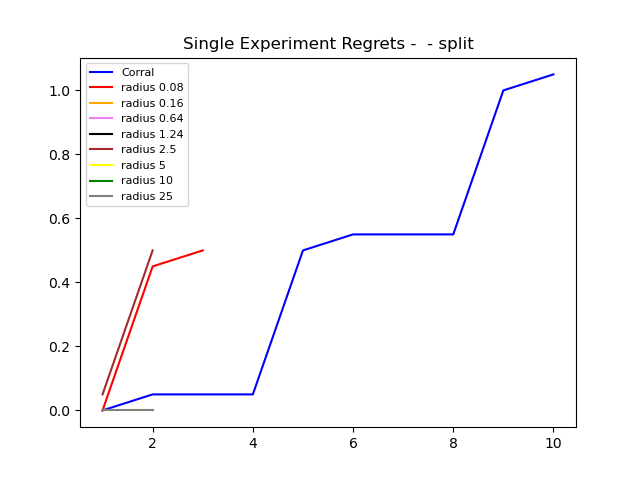 Single Experiment Regrets -  - split
Corral
radius 0.08
radius 0.16
radius 0.64
radius 1.24
radius 2.5
radius 5
radius 10
radius 25
1.0
0.8
0.6
0.4
0.2
0.0
2 4 6 8 10